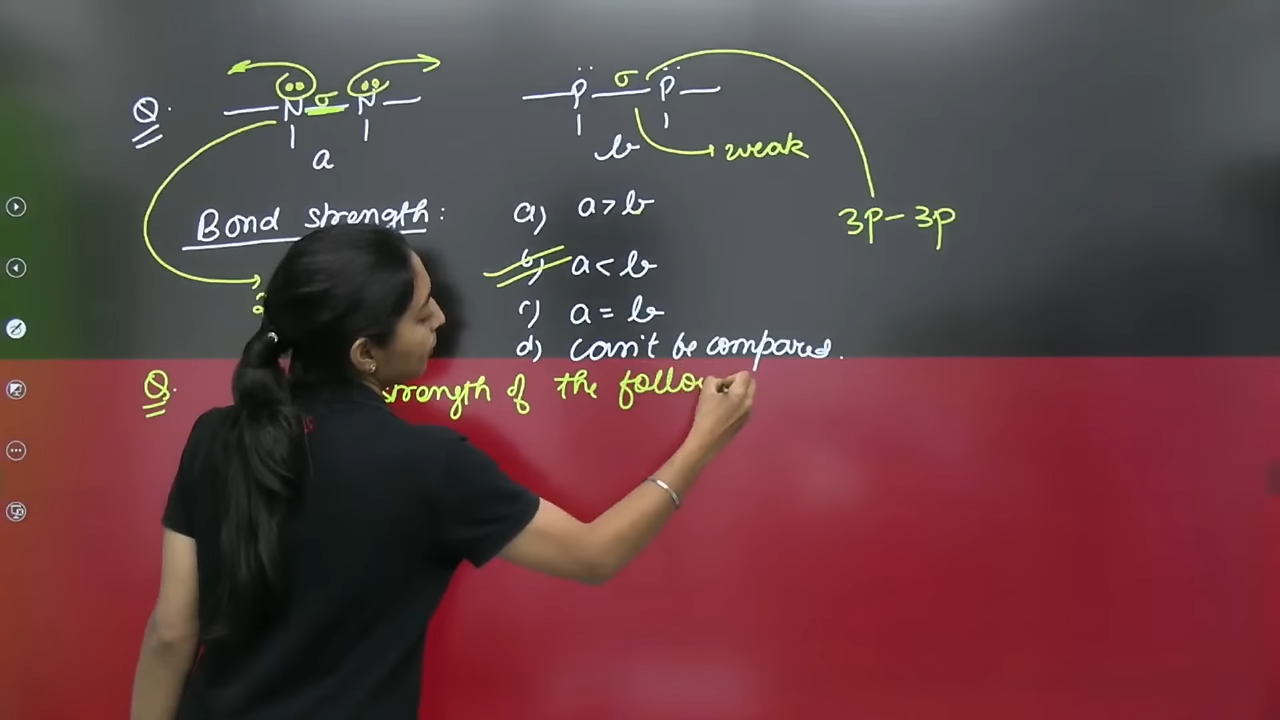 Q. — N̈ σ N̈ — — P̈ σ P̈ —
a b weak
Bond strength: a) a > b 3p - 3p
b) a < b
c) a = b
d) can't be compared.
Q. strength of the follo